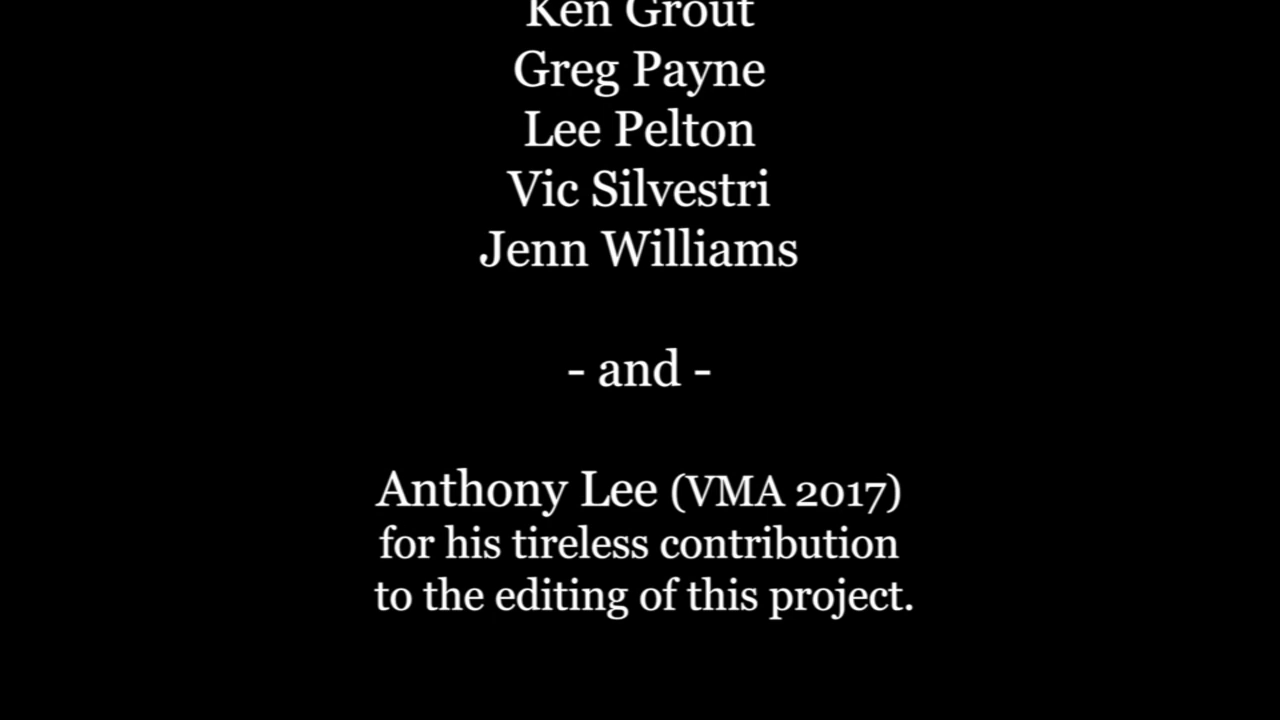 Ken Grout
Greg Payne
Lee Pelton
Vic Silvestri
Jenn Williams
- and -
Anthony Lee (VMA 2017)
for his tireless contribution
to the editing of this project.